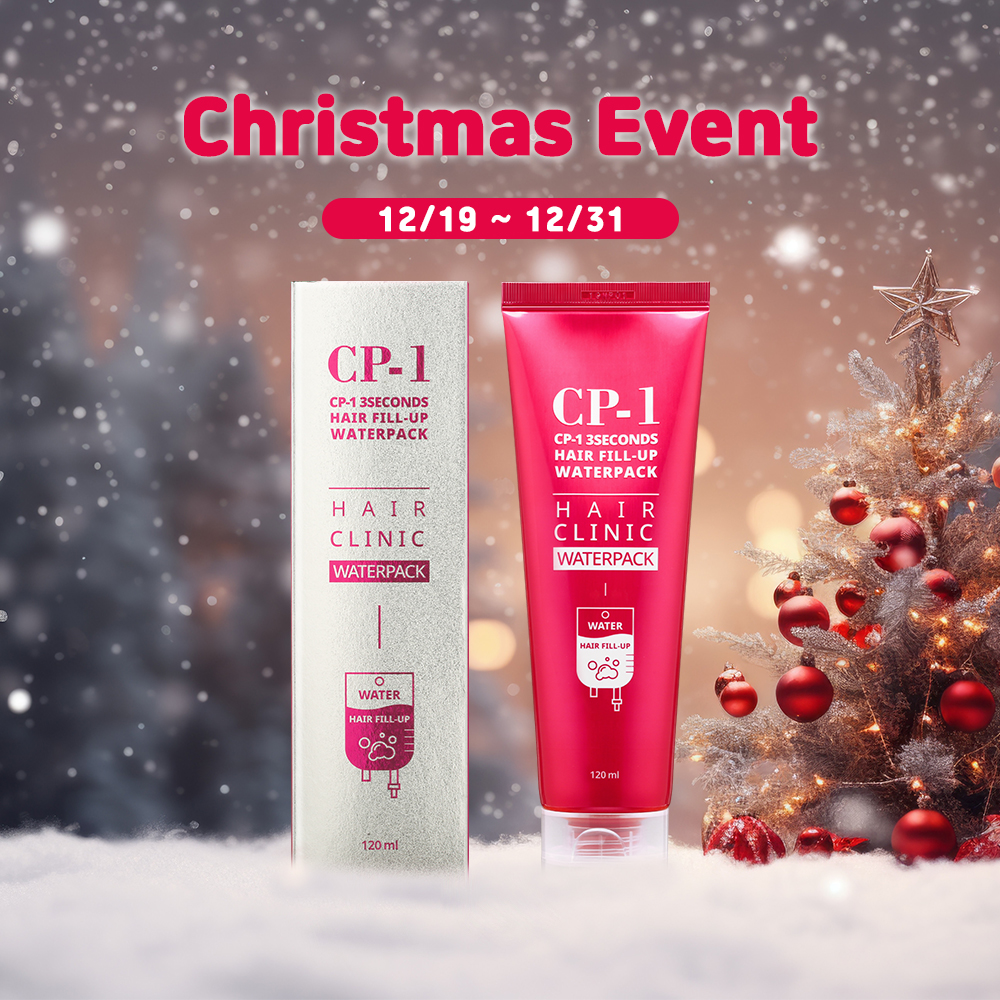 Christmas Event
12/19 ~ 12/31
CP-1
CP-1 3SECONDS
HAIR FILL-UP
WATERPACK
HAIR
CLINIC
WATERPACK
WATER
HAIR FILL-UP
120 ml
CP-1
CP-1 3SECONDS
HAIR FILL-UP
WATERPACK
HAIR
CLINIC
WATERPACK
WATER
HAIR FILL-UP
120 ml